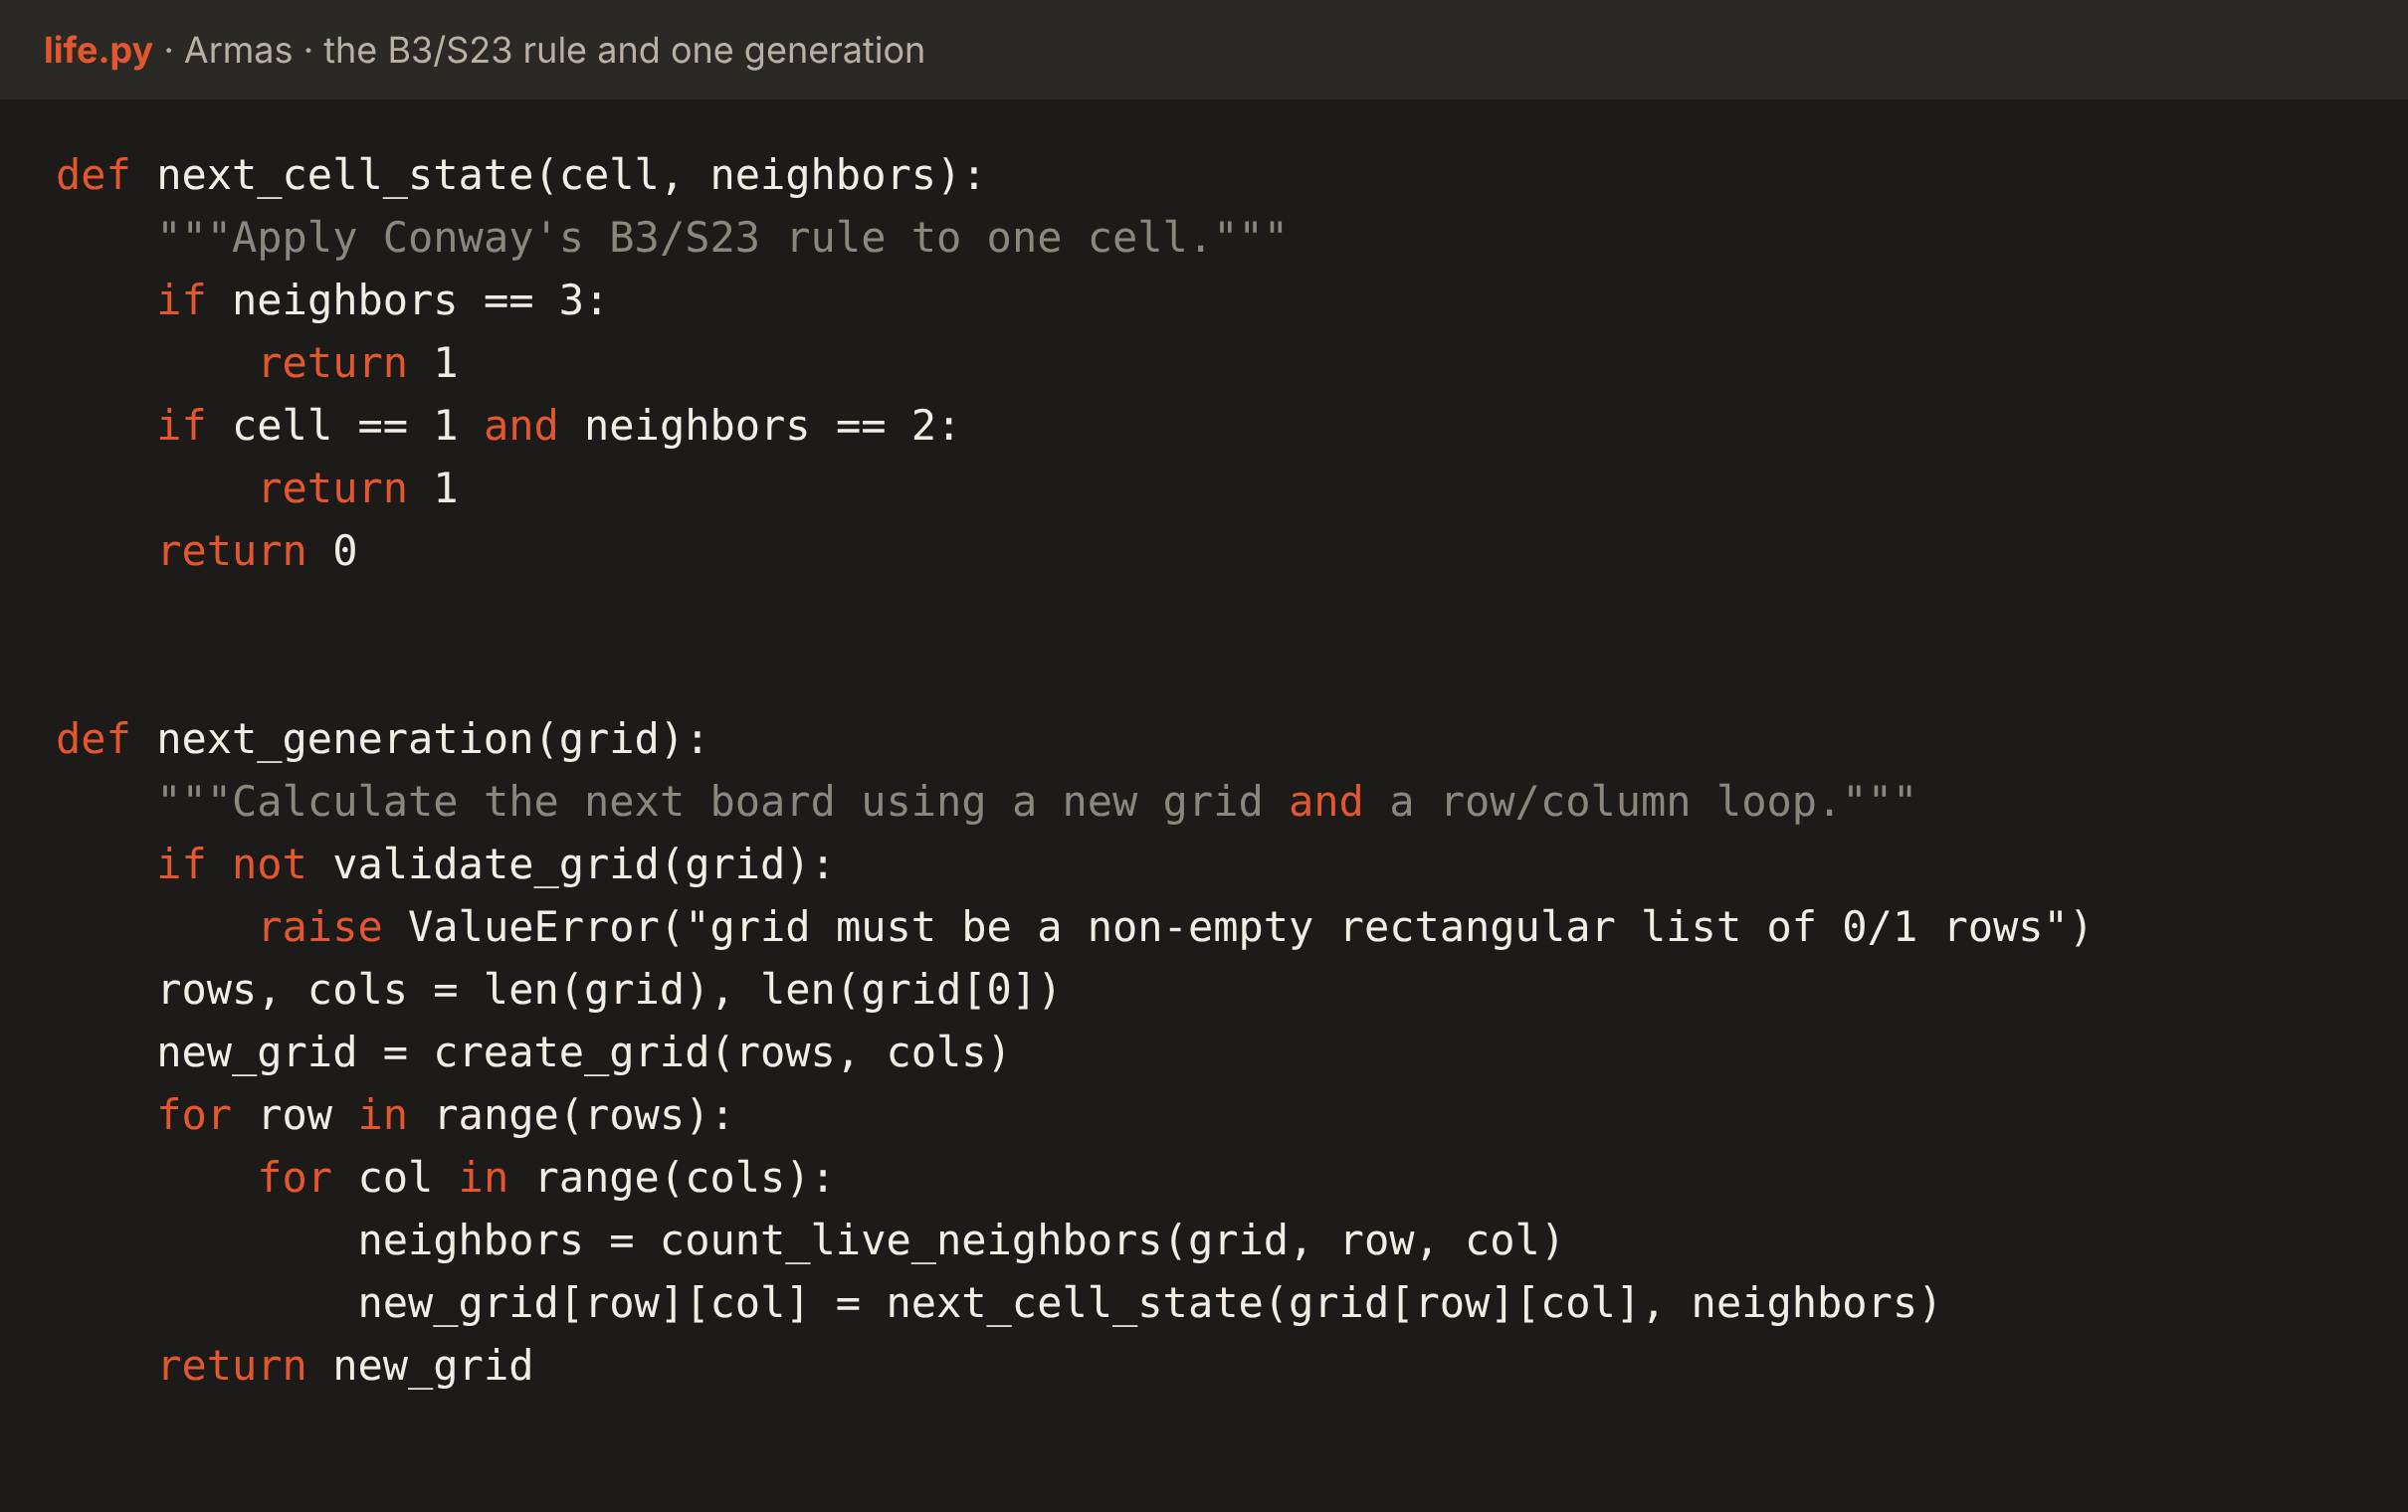 life.py · Armas · the B3/S23 rule and one generation
def next_cell_state(cell, neighbors):
    """Apply Conway's B3/S23 rule to one cell."""
    if neighbors == 3:
        return 1
    if cell == 1 and neighbors == 2:
        return 1
    return 0
def next_generation(grid):
    """Calculate the next board using a new grid and a row/column loop."""
    if not validate_grid(grid):
        raise ValueError("grid must be a non-empty rectangular list of 0/1 rows")
    rows, cols = len(grid), len(grid[0])
    new_grid = create_grid(rows, cols)
    for row in range(rows):
        for col in range(cols):
            neighbors = count_live_neighbors(grid, row, col)
            new_grid[row][col] = next_cell_state(grid[row][col], neighbors)
    return new_grid